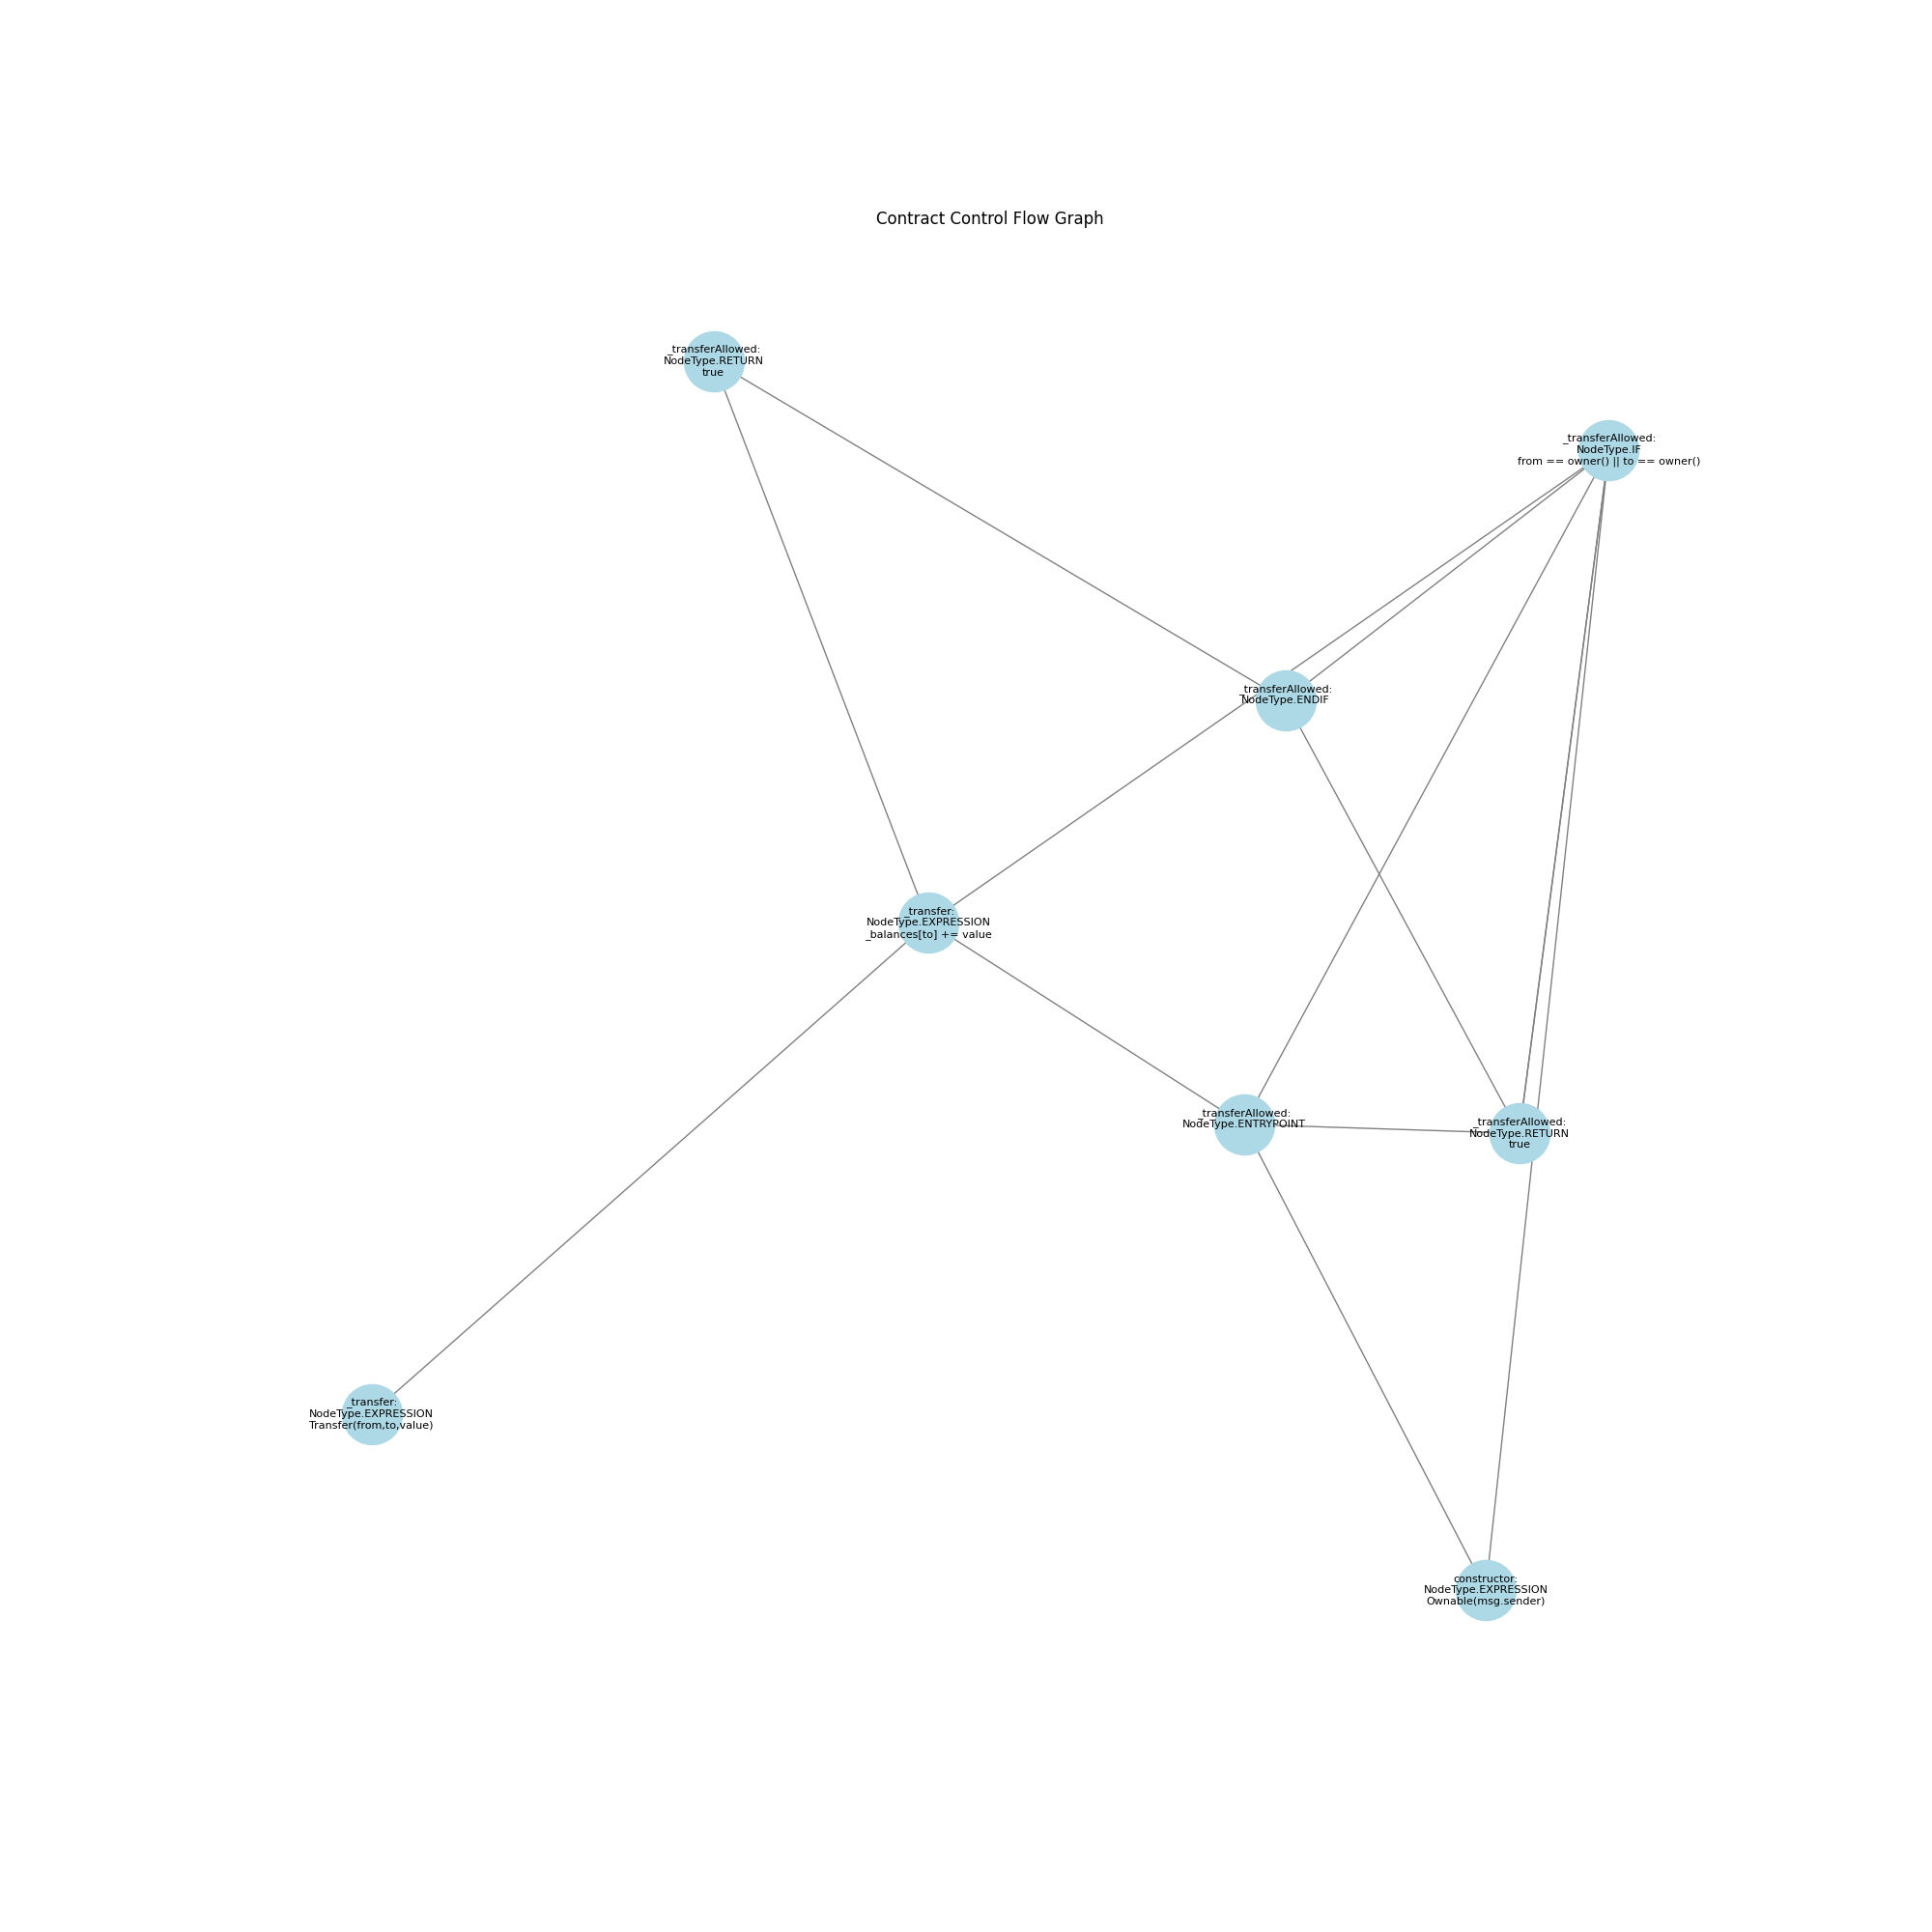 Contract Control Flow Graph
_transferAllowed:
NodeType.RETURN
true
_transferAllowed:
NodeType.IF
from == owner() || to == owner()
_transferAllowed:
NodeType.ENDIF
_transfer:
NodeType.EXPRESSION
_balances[to] += value
_transferAllowed:
NodeType.ENTRYPOINT
_transferAllowed:
NodeType.RETURN
true
_transfer:
NodeType.EXPRESSION
Transfer(from,to,value)
constructor:
NodeType.EXPRESSION
Ownable(msg.sender)